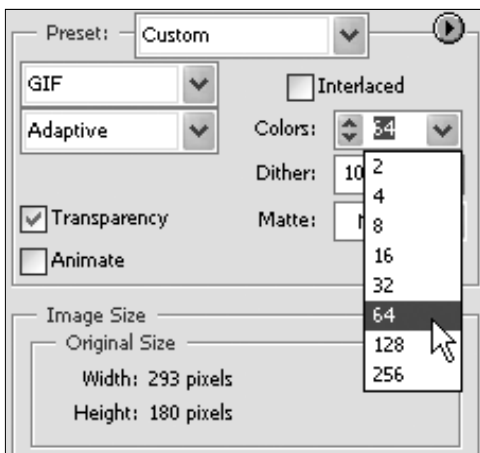 Preset: Custom
GIF
Interlaced
Adaptive
Colors: 64
Dither: 10
Transparency
Matte:
Animate
2
4
8
16
32
64
128
256
Image Size
Original Size
Width: 293 pixels
Height: 180 pixels